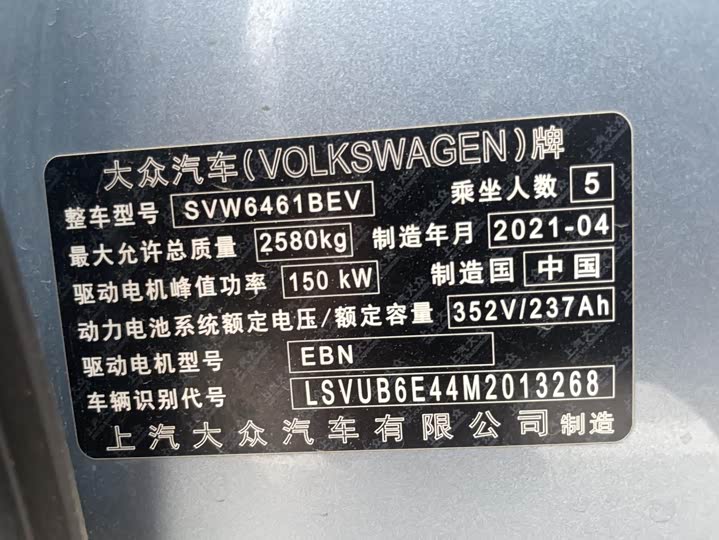 大众汽车(VOLKSWAGEN)牌
整车型号 SVW6461BEV 乘坐人数 5
最大允许总质量 2580kg 制造年月 2021-04
驱动电机峰值功率 150 kW 制造国 中国
动力电池系统额定电压/额定容量 352V/237Ah
驱动电机型号 EBN
车辆识别代号 LSVUB6E44M2013268
上汽大众汽车有限公司 制造